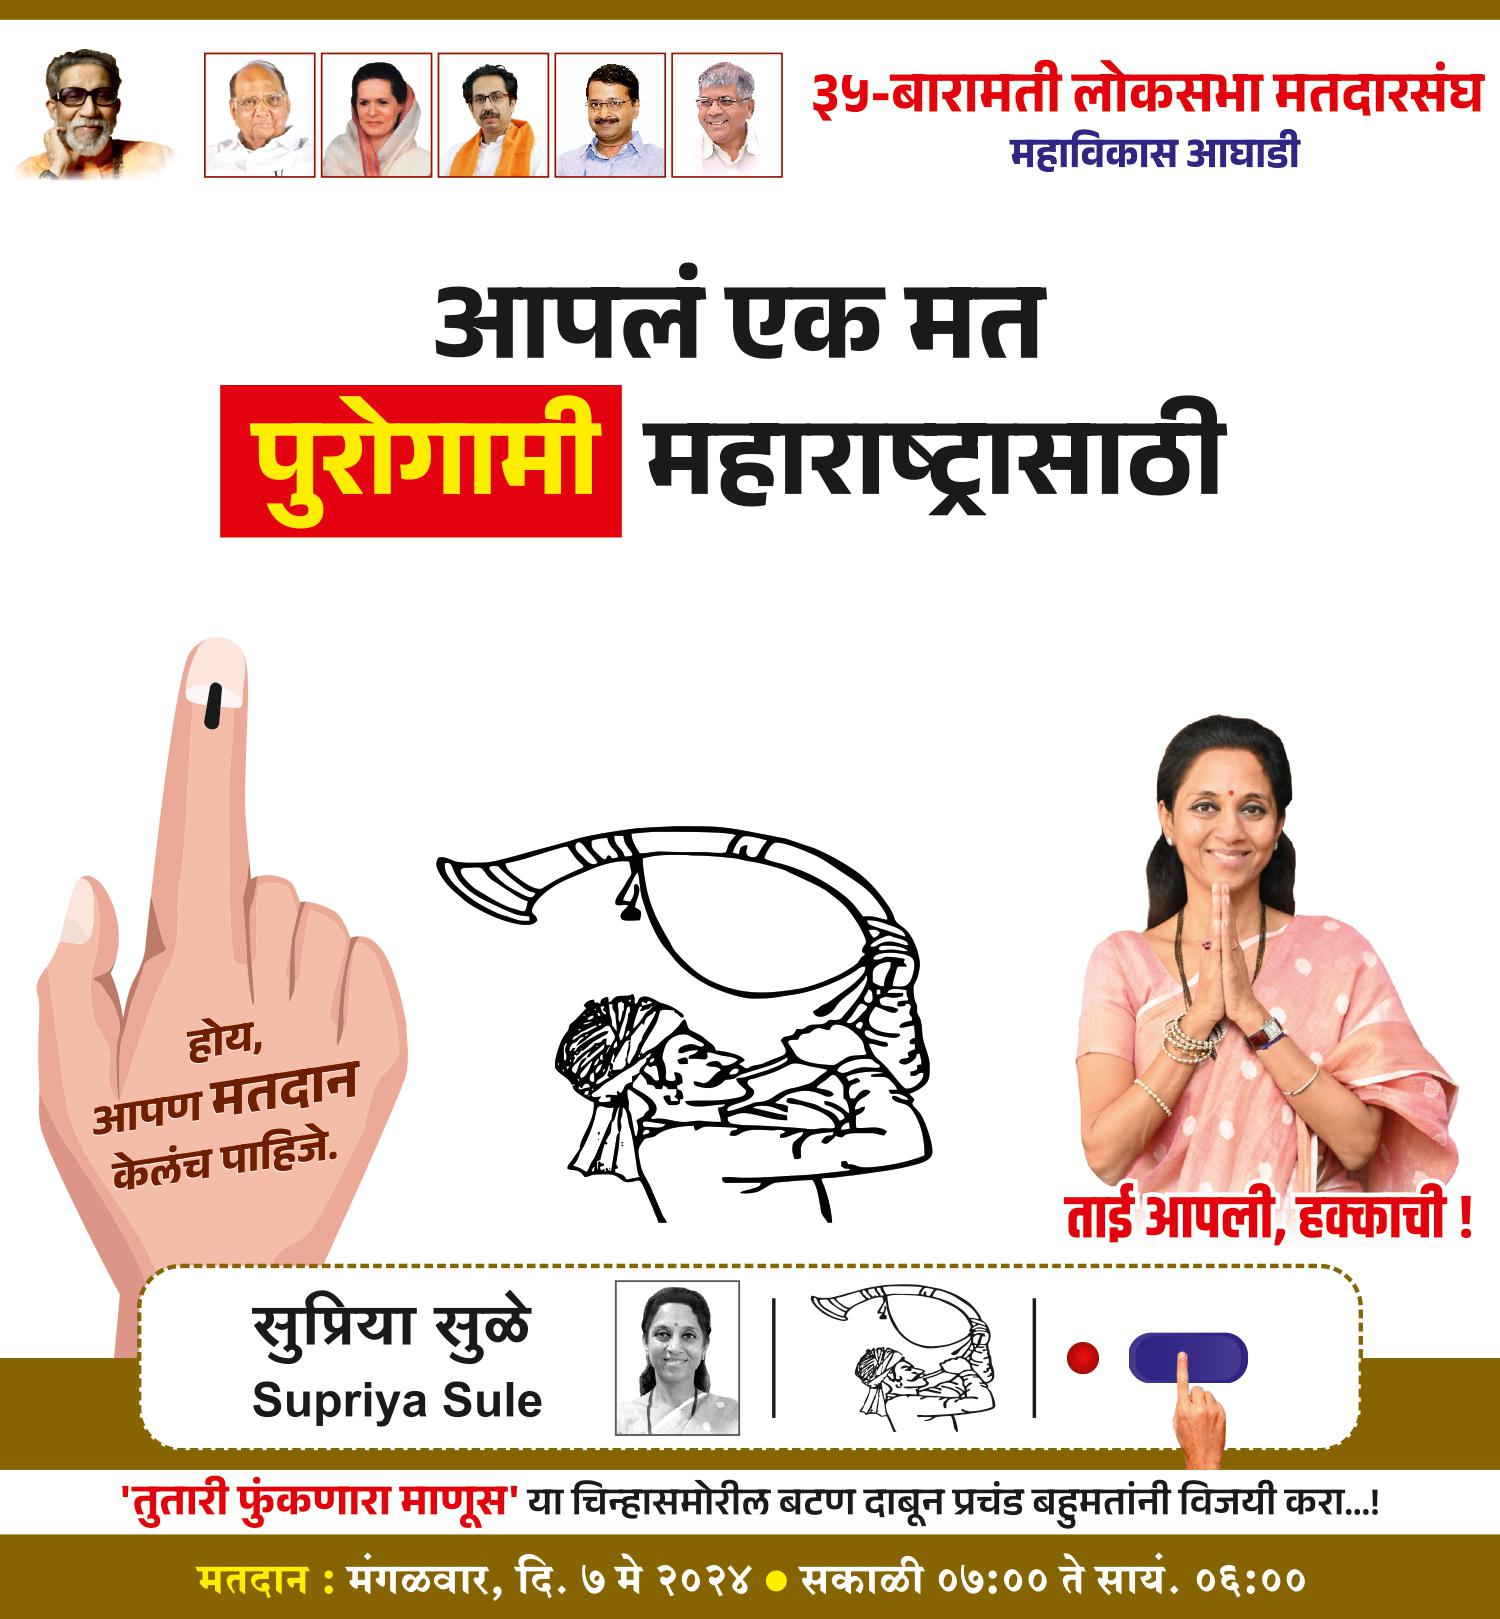 ३५-बारामती लोकसभा मतदारसंघ
महाविकास आघाडी
आपलं एक मत
पुरोगामी महाराष्ट्रासाठी
होय,
आपण मतदान
केलंच पाहिजे.
ताई आपली, हक्काची !
सुप्रिया सुळे
Supriya Sule
'तुतारी फुंकणारा माणूस' या चिन्हासमोरील बटण दाबून प्रचंड बहुमतांनी विजयी करा...!
मतदान : मंगळवार, दि. ७ मे २०२४ ● सकाळी ०७:०० ते सायं. ०६:००